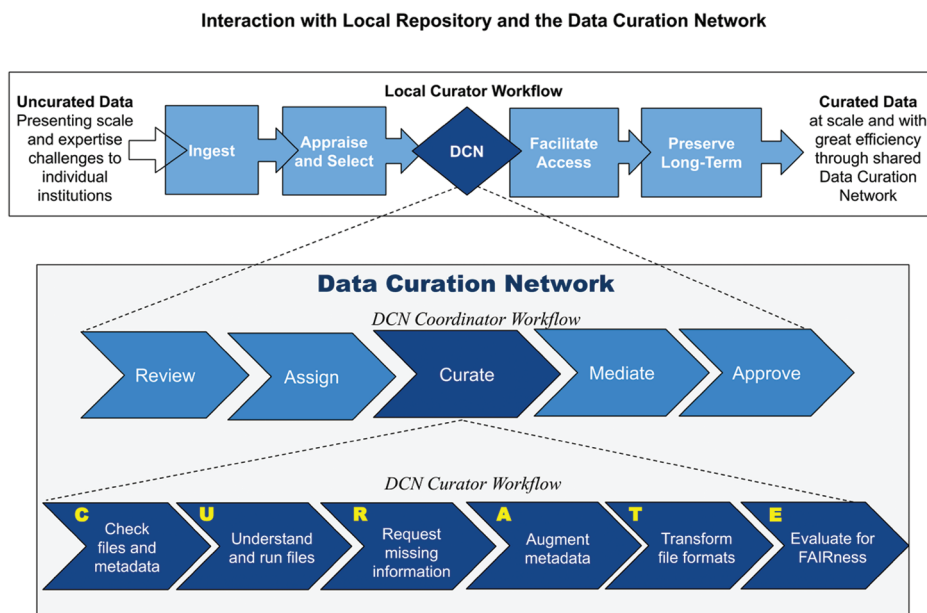 Interaction with Local Repository and the Data Curation Network
Local Curator Workflow
Uncurated Data
Presenting scale
and expertise
challenges to
individual
institutions
Ingest
Appraise
and Select
DCN
Facilitate
Access
Preserve
Long-Term
Curated Data
at scale and with
great efficiency
through shared
Data Curation
Network
Data Curation Network
DCN Coordinator Workflow
Review
Assign
Curate
Mediate
Approve
DCN Curator Workflow
C
Check
files and
metadata
U
Understand
and run files
R
Request
missing
information
A
Augment
metadata
T
Transform
file formats
E
Evaluate for
FAIRness